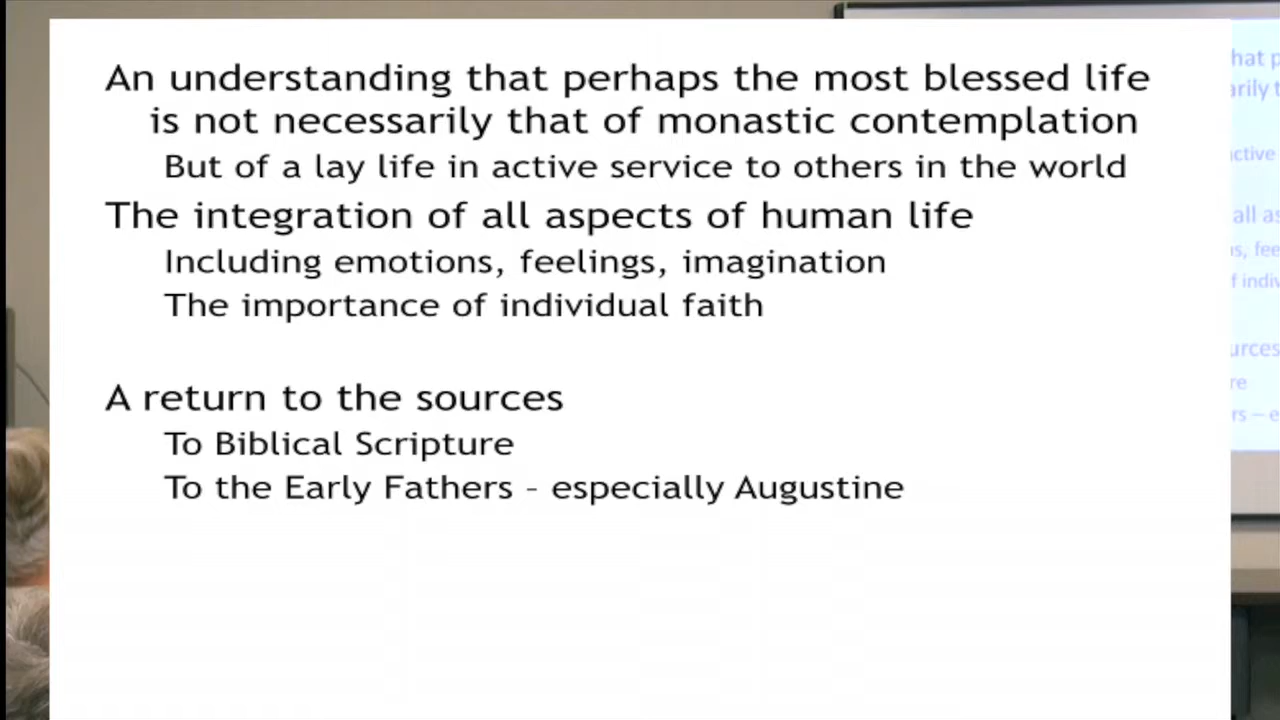 An understanding that perhaps the most blessed life
is not necessarily that of monastic contemplation
But of a lay life in active service to others in the world
The integration of all aspects of human life
Including emotions, feelings, imagination
The importance of individual faith
A return to the sources
To Biblical Scripture
To the Early Fathers – especially Augustine
all